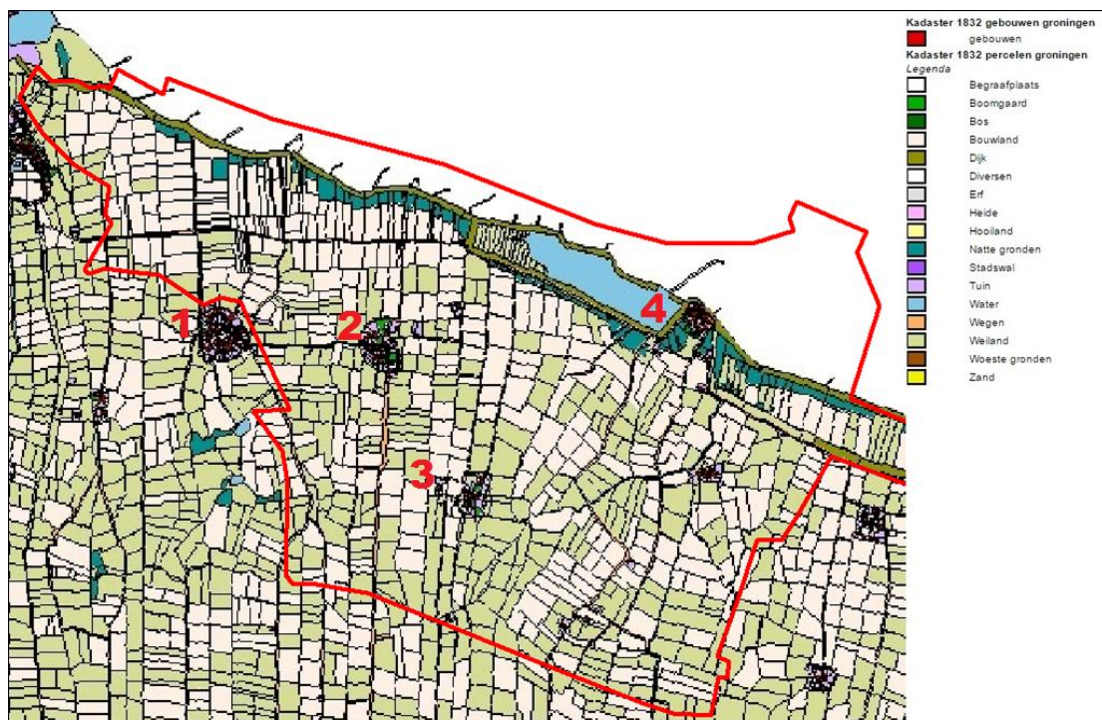 Kadaster 1832 gebouwen groningen
gebouwen
Kadaster 1832 percelen groningen
Legenda
Begraafplaats
Boomgaard
Bos
Bouwland
Dijk
Diversen
Erf
Heide
Hooiland
Natte gronden
Stadswal
Tuin
Water
Wegen
Weiland
Woeste gronden
Zand
1
2
3
4